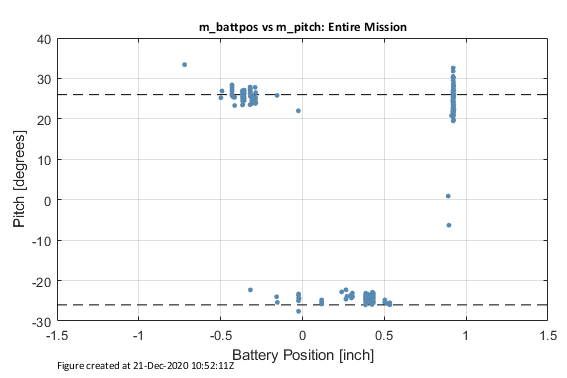 m_battpos vs m_pitch: Entire Mission
40
30
20
10
0
-10
-20
-30
Pitch [degrees]
-1.5 -1 -0.5 0 0.5 1 1.5
Battery Position [inch]
Figure created at 21-Dec-2020 10:52:11Z